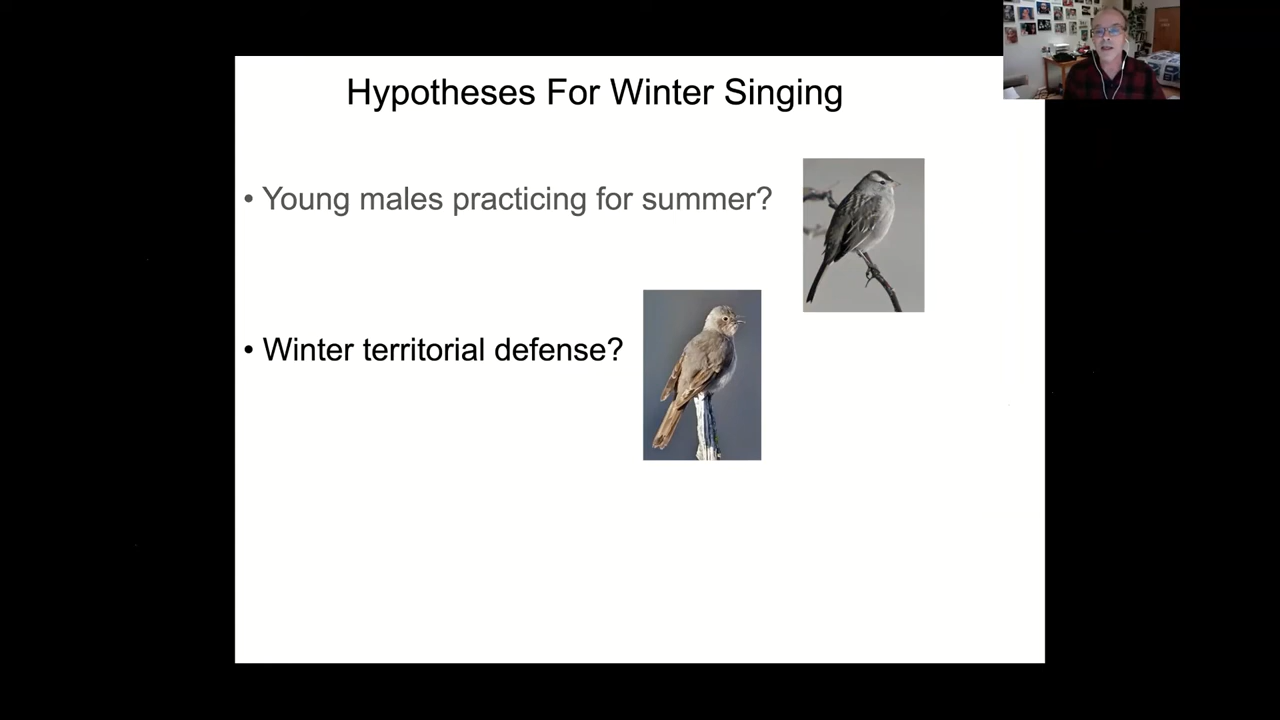 Hypotheses For Winter Singing
• Young males practicing for summer?
• Winter territorial defense?